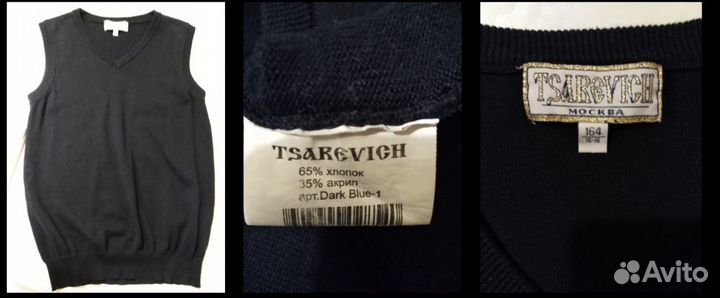 TSAREVICH
65% хлопок
35% акрил
арт.Dark Blue-1
TSAREVICH
МОСКВА
164
Avito